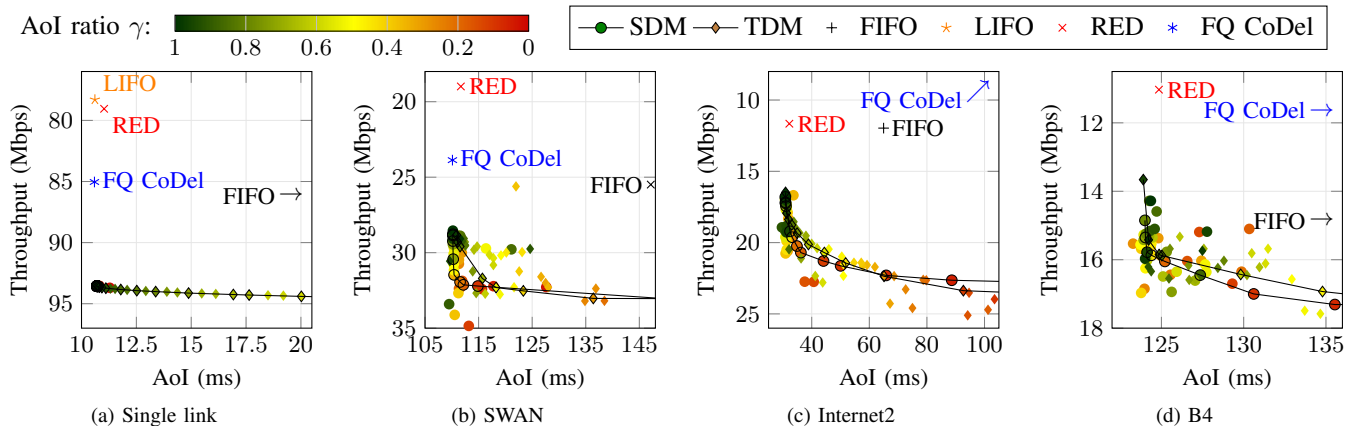 AoI ratio γ:
1 0.8 0.6 0.4 0.2 0
SDM TDM FIFO LIFO RED FQ CoDel
LIFO
RED
FQ CoDel
FIFO →
80
85
90
95
10 12.5 15 17.5 20
Throughput (Mbps)
AoI (ms)
(a) Single link
RED
FQ CoDel
FIFO
20
25
30
35
105 115 125 135 147
Throughput (Mbps)
AoI (ms)
(b) SWAN
FQ CoDel
RED
FIFO
10
15
20
25
40 60 80 100
Throughput (Mbps)
AoI (ms)
(c) Internet2
RED
FQ CoDel →
FIFO →
12
14
16
18
125 130 135
Throughput (Mbps)
AoI (ms)
(d) B4